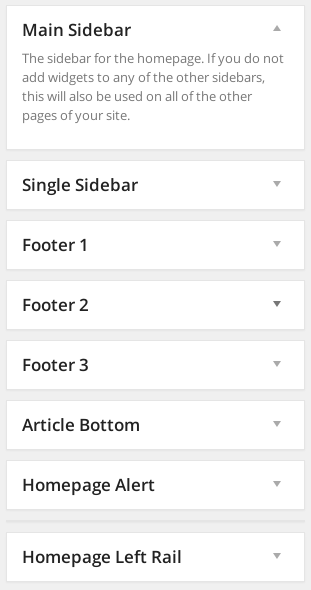 Main Sidebar
The sidebar for the homepage. If you do not
add widgets to any of the other sidebars,
this will also be used on all of the other
pages of your site.
Single Sidebar
Footer 1
Footer 2
Footer 3
Article Bottom
Homepage Alert
Homepage Left Rail